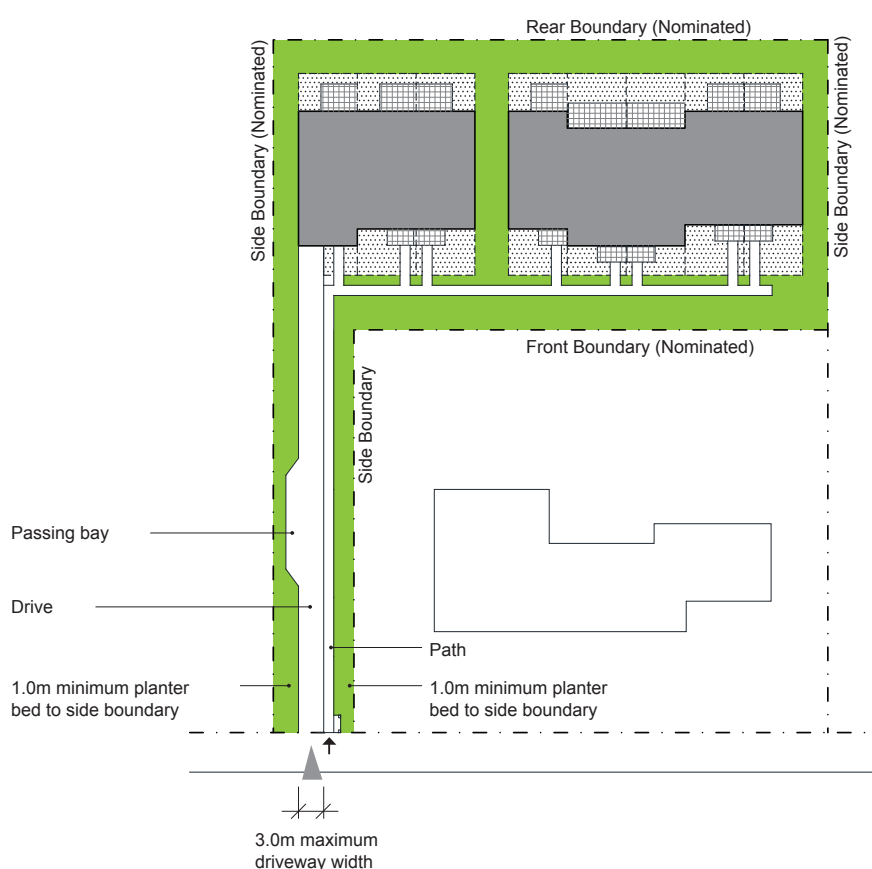 Rear Boundary (Nominated)
Side Boundary (Nominated)
Side Boundary (Nominated)
Front Boundary (Nominated)
Side Boundary
Passing bay
Drive
Path
1.0m minimum planter
bed to side boundary
1.0m minimum planter
bed to side boundary
3.0m maximum
driveway width